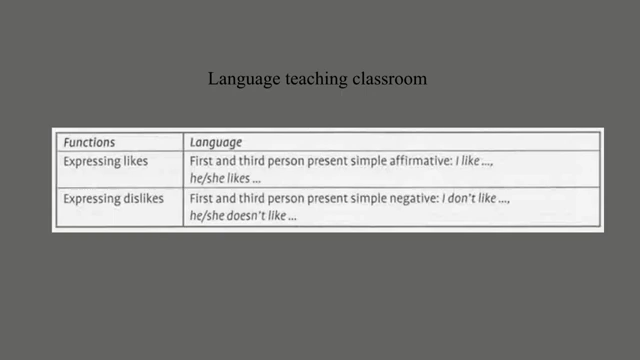 Language teaching classroom
Functions Language
Expressing likes First and third person present simple affirmative: I like ...,
he/she likes ...
Expressing dislikes First and third person present simple negative: I don't like ...,
he/she doesn't like ...